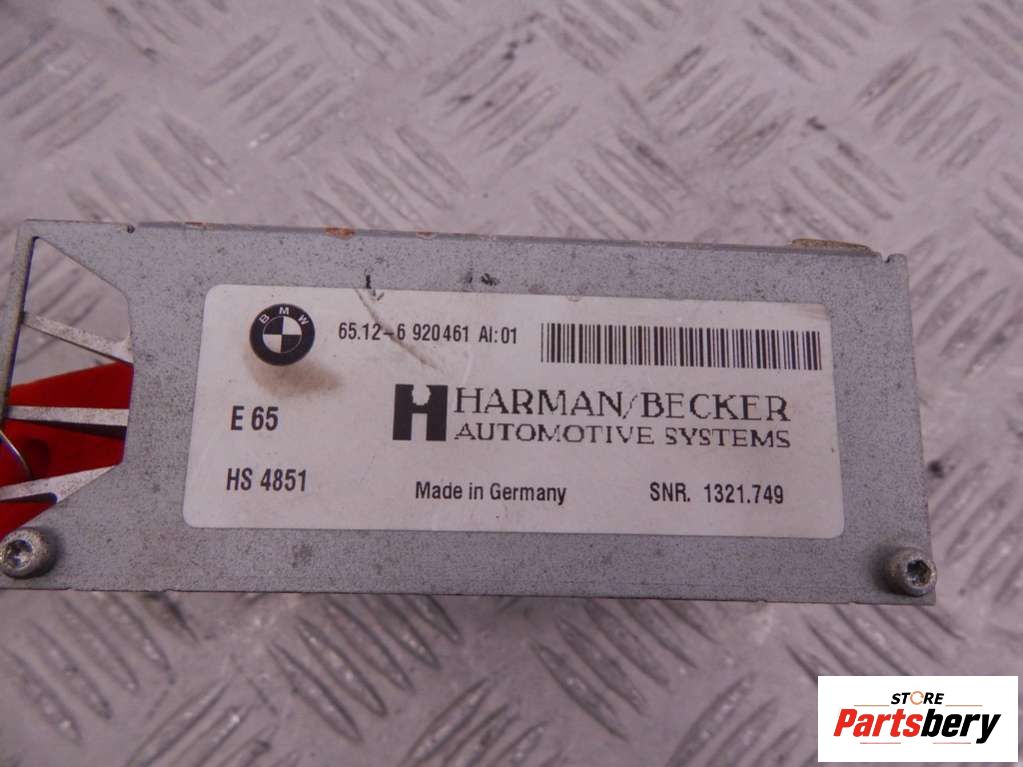 BMW
65.12-6 920461 AI:01
E 65
HARMAN/BECKER
AUTOMOTIVE SYSTEMS
HS 4851
Made in Germany
SNR. 1321.749
STORE
Partsbery